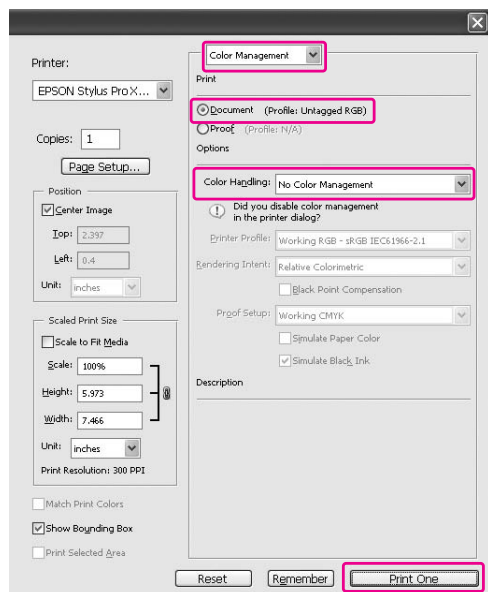 Printer:
EPSON Stylus Pro X...
Copies: 1
Page Setup...
Position
Center Image
Top: 2.397
Left: 0.4
Unit: inches
Scaled Print Size
Scale to Fit Media
Scale: 100%
Height: 5.973
Width: 7.466
Unit: inches
Print Resolution: 300 PPI
Match Print Colors
Show Bounding Box
Print Selected Area
Color Management
Print
Document (Profile: Untagged RGB)
Proof (Profile: N/A)
Options
Color Handling: No Color Management
Did you disable color management
in the printer dialog?
Printer Profile: Working RGB - sRGB IEC61966-2.1
Rendering Intent: Relative Colorimetric
Black Point Compensation
Proof Setup: Working CMYK
Simulate Paper Color
Simulate Black Ink
Description
Reset Remember Print One